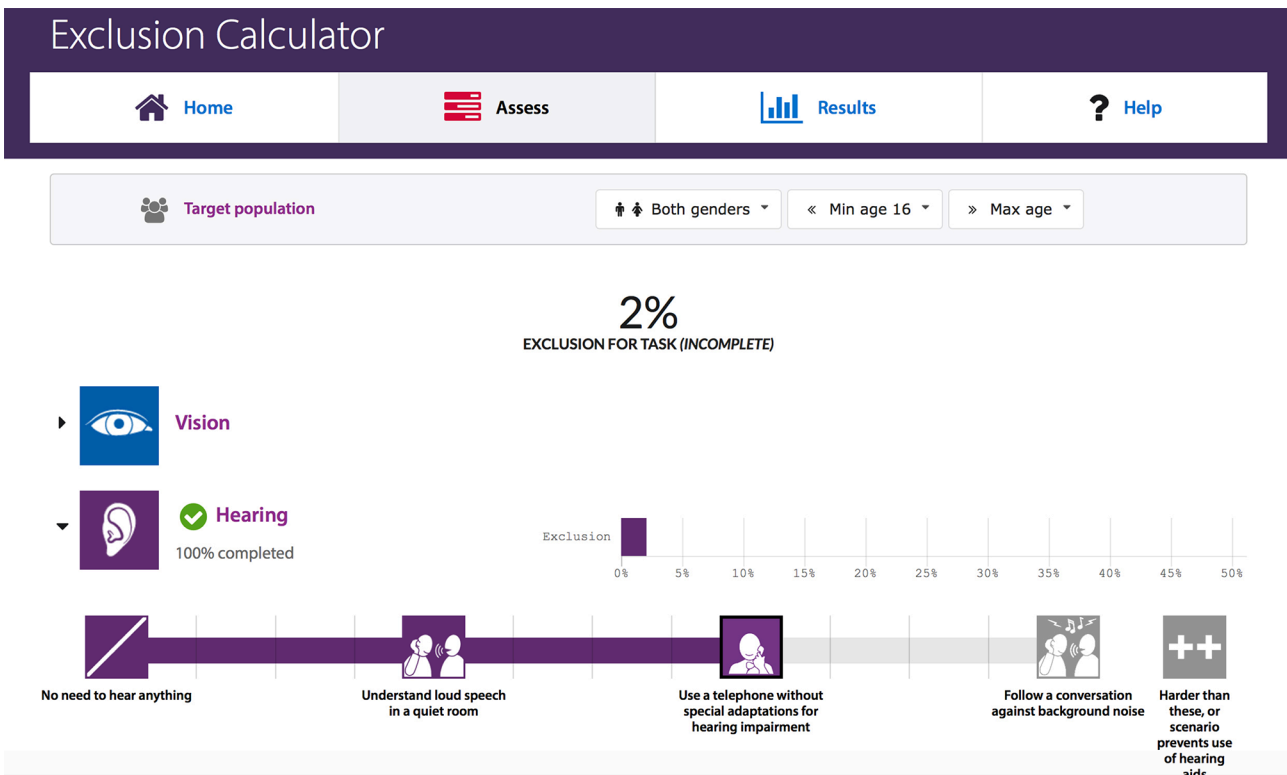 Exclusion Calculator
Home
Assess
Results
? Help
Target population
Both genders
« Min age 16
» Max age
2%
EXCLUSION FOR TASK (INCOMPLETE)
Vision
Hearing
100% completed
Exclusion
0% 5% 10% 15% 20% 25% 30% 35% 40% 45% 50%
++
No need to hear anything
Understand loud speech
in a quiet room
Use a telephone without
special adaptations for
hearing impairment
Follow a conversation
against background noise
Harder than
these, or
scenario
prevents use
of hearing
aids